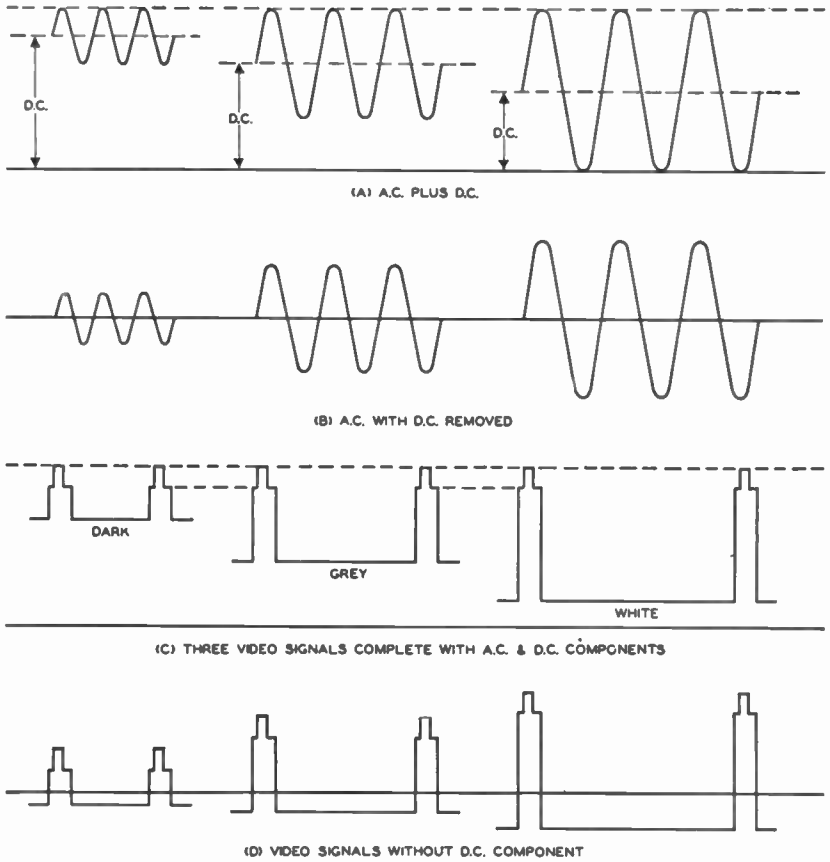 D.C.
D.C.
D.C.
(A) A.C. PLUS D.C.
(B) A.C. WITH D.C. REMOVED
DARK
GREY
WHITE
(C) THREE VIDEO SIGNALS COMPLETE WITH A.C. & D.C. COMPONENTS
(D) VIDEO SIGNALS WITHOUT D.C. COMPONENT